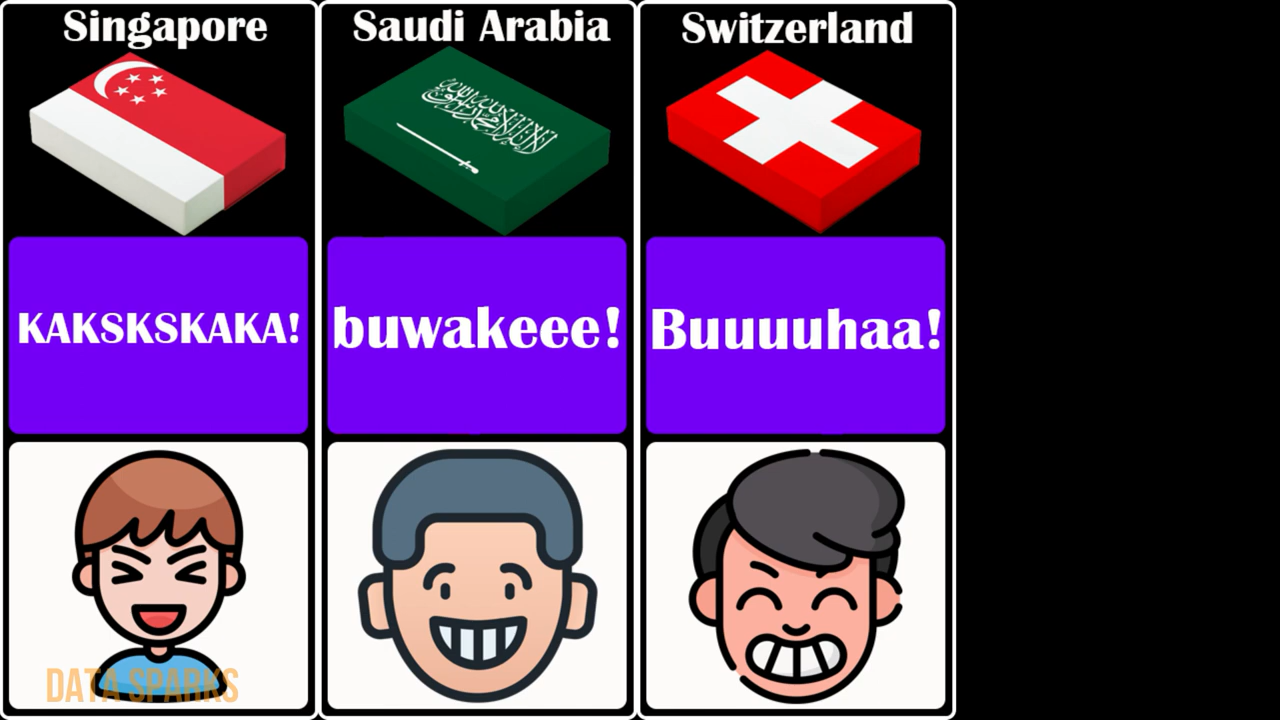 Singapore
Saudi Arabia
Switzerland
KAKSKSKAKA!
buwakeee!
Buuuuhaa!
DATA SPARKS